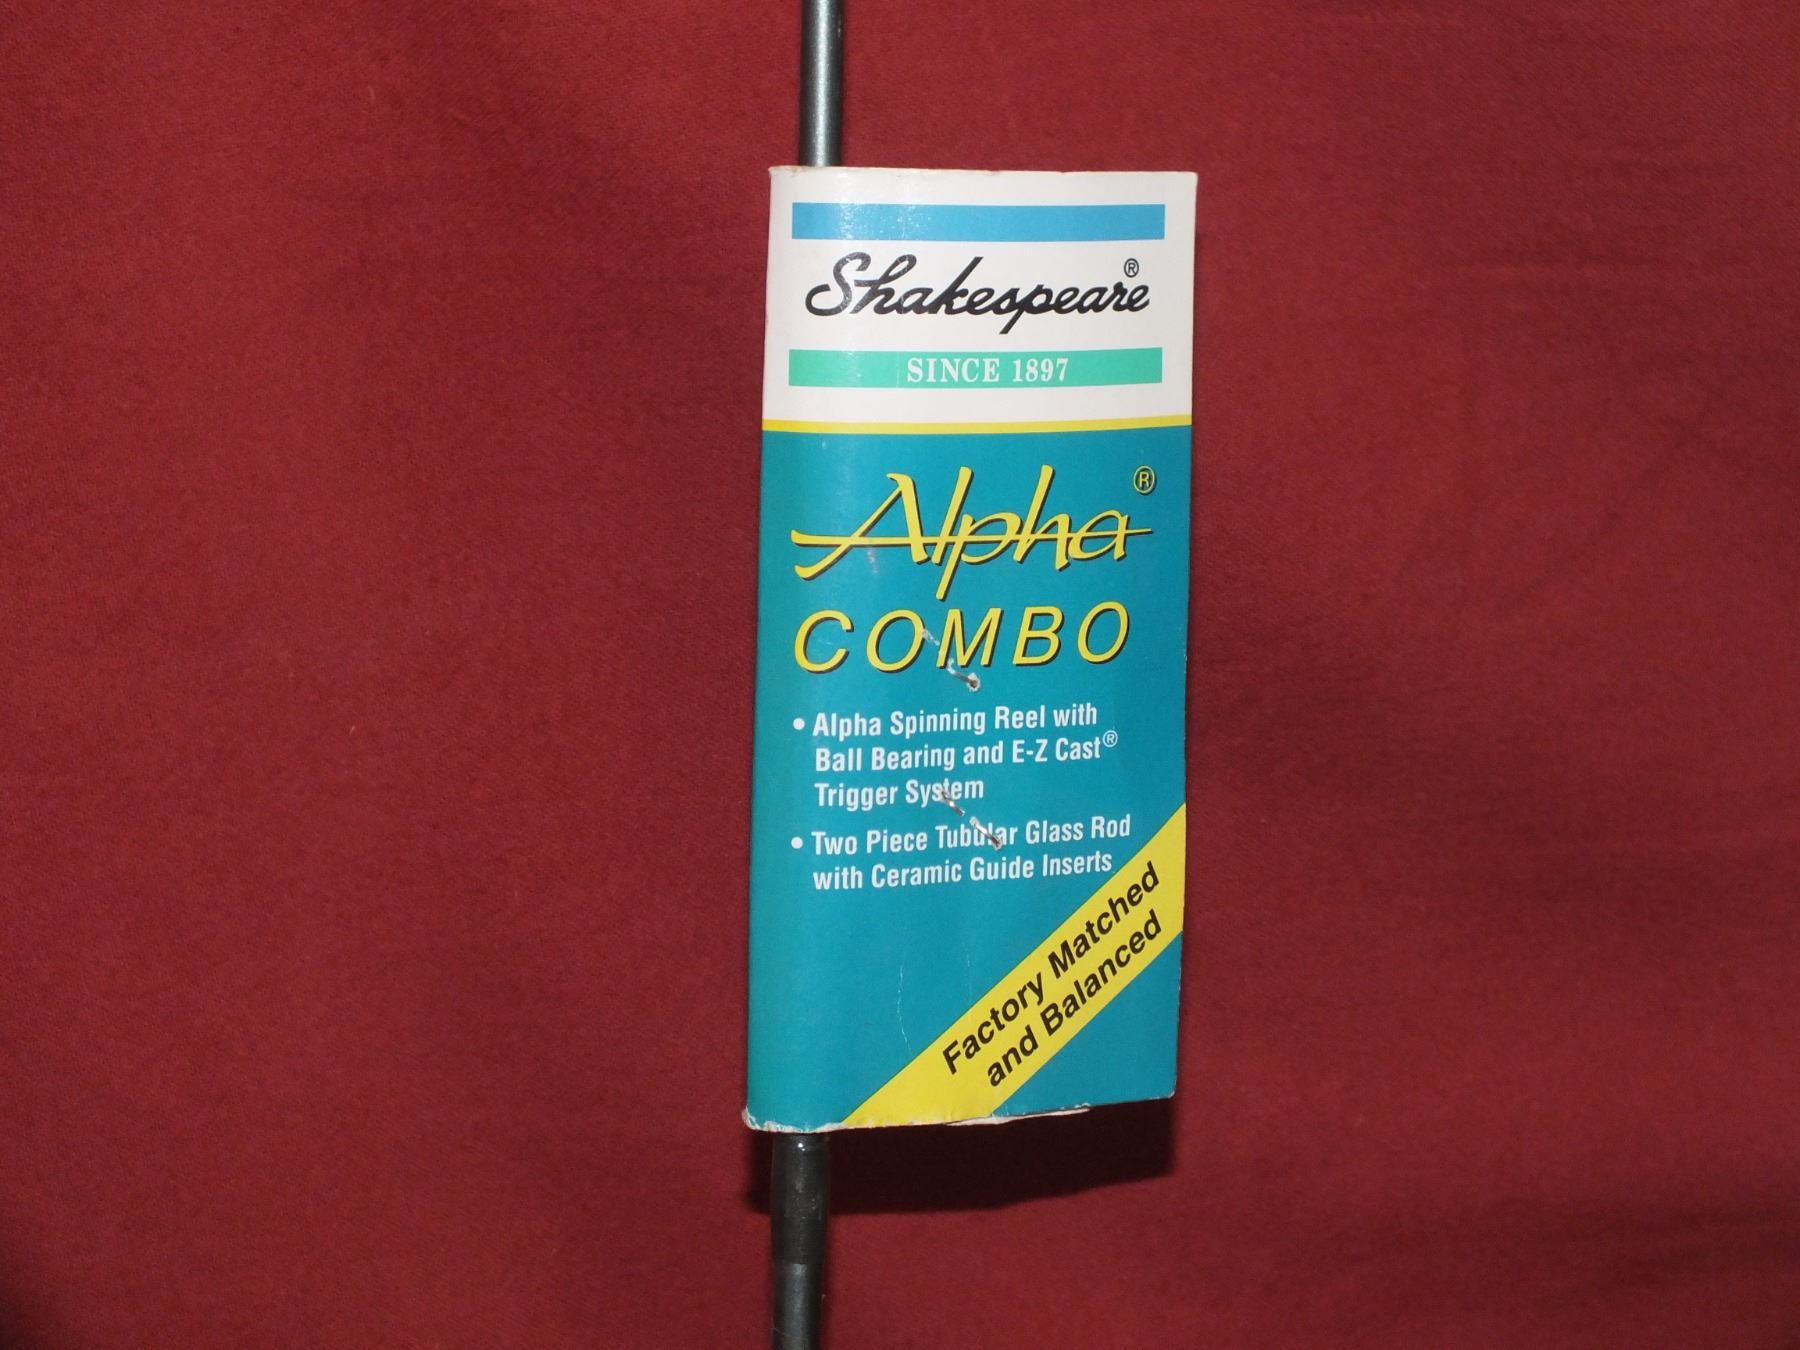 Shakespeare®
SINCE 1897
Alpha®
COMBO
• Alpha Spinning Reel with
Ball Bearing and E-Z Cast®
Trigger System
• Two Piece Tubular Glass Rod
with Ceramic Guide Inserts
Factory Matched
and Balanced